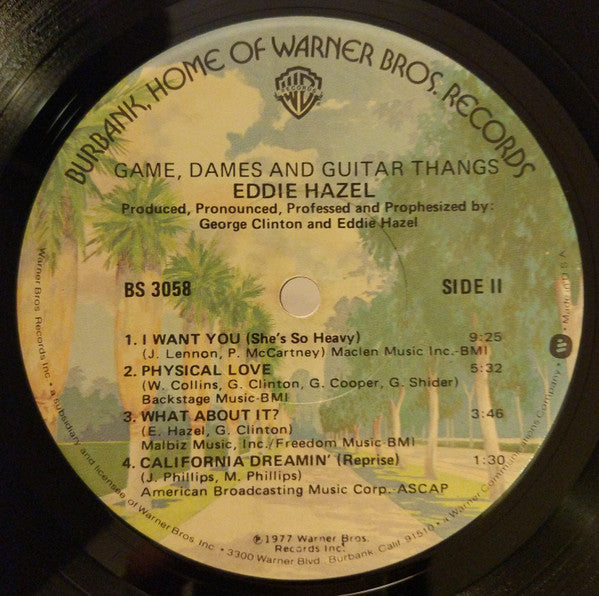 BURBANK, HOME OF WARNER BROS. RECORDS
WB
RECORDS
GAME, DAMES AND GUITAR THANGS
EDDIE HAZEL
Produced, Pronounced, Professed and Prophesized by:
George Clinton and Eddie Hazel
BS 3058
SIDE II
1. I WANT YOU (She's So Heavy) 9:25
(J. Lennon, P. McCartney) Maclen Music Inc.-BMI
2. PHYSICAL LOVE 5:32
(W. Collins, G. Clinton, G. Cooper, G. Shider)
Backstage Music-BMI
3. WHAT ABOUT IT? 3:46
(E. Hazel, G. Clinton)
Malbiz Music, Inc./Freedom Music-BMI
4. CALIFORNIA DREAMIN' (Reprise) 1:30
(J. Phillips, M. Phillips)
American Broadcasting Music Corp.-ASCAP
℗1977 Warner Bros.
Records Inc.
Warner Bros. Records Inc. • a subsidiary and licensee of Warner Bros. Inc. • 3300 Warner Blvd., Burbank, Calif. 91510 • a Warner Communications Company. • Made in U.S.A.